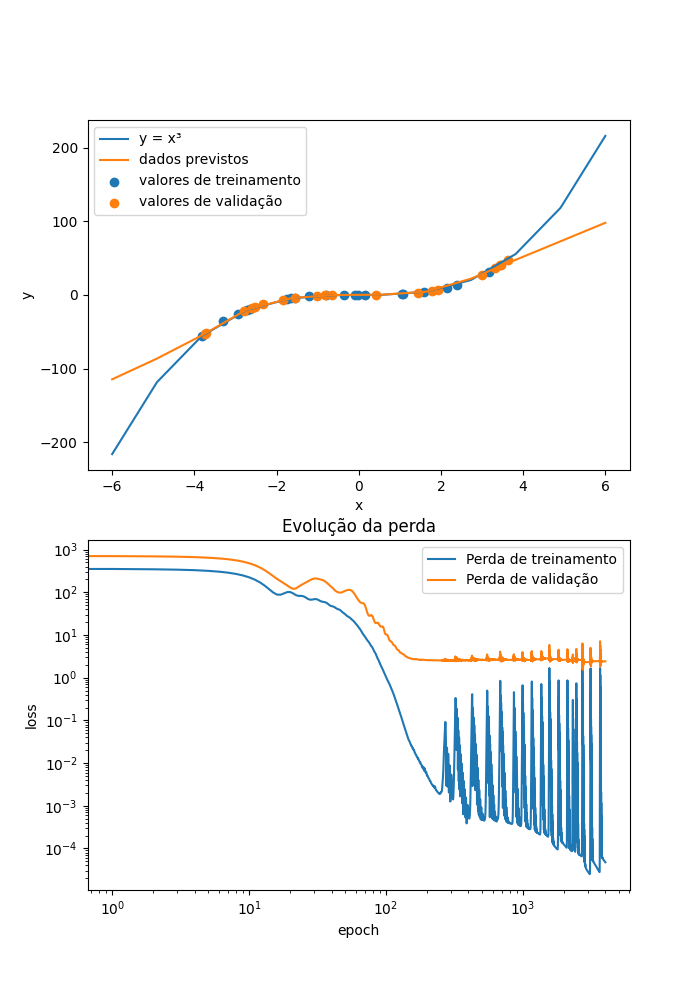 y = x³
dados previstos
valores de treinamento
valores de validação
200
100
0
−100
−200
y
−6
−4
−2
0
2
4
6
x
Evolução da perda
Perda de treinamento
Perda de validação
10³
10²
10¹
10⁰
10⁻¹
10⁻²
10⁻³
10⁻⁴
loss
10⁰
10¹
10²
10³
epoch